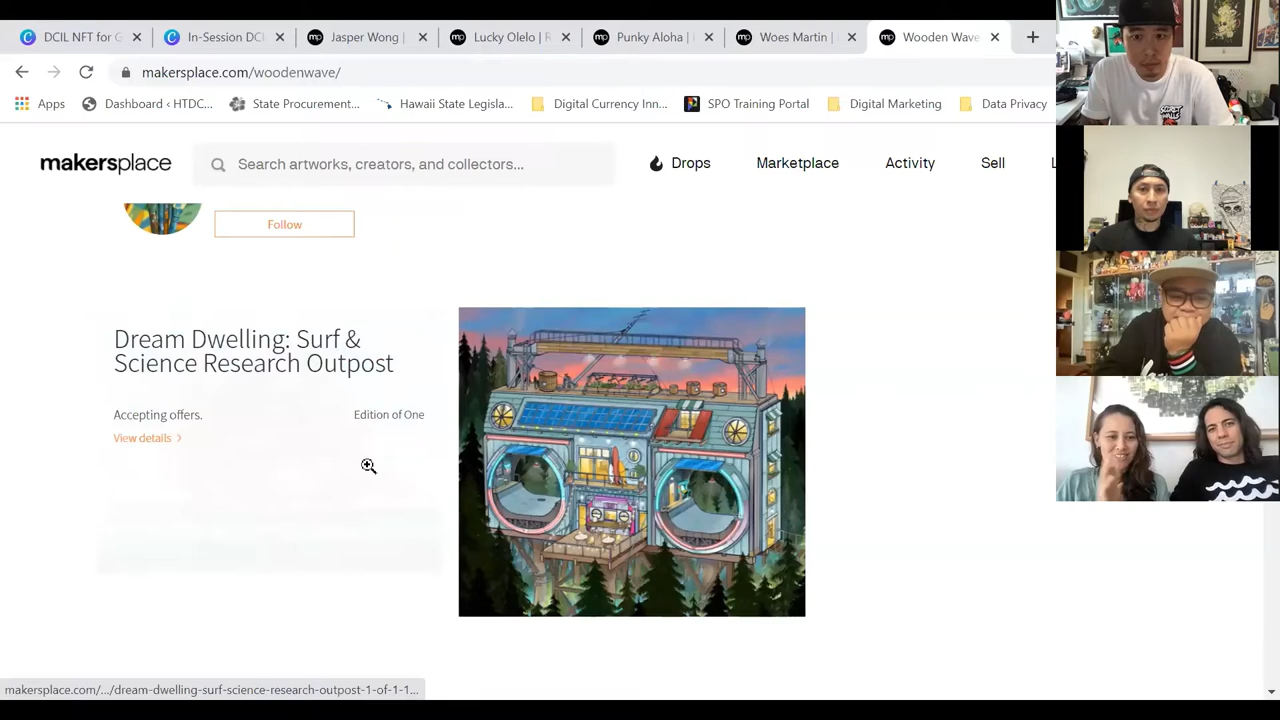 DCIL NFT for G
In-Session DCI
Jasper Wong
Lucky Olelo | R
Punky Aloha |
Woes Martin |
Wooden Wave
makersplace.com/woodenwave/
Apps
Dashboard ‹ HTDC...
State Procurement...
Hawaii State Legisla...
Digital Currency Inn...
SPO Training Portal
Digital Marketing
Data Privacy
makersplace
Search artworks, creators, and collectors...
Drops
Marketplace
Activity
Sell
L
Follow
Dream Dwelling: Surf &
Science Research Outpost
Accepting offers.
Edition of One
View details
makersplace.com/.../dream-dwelling-surf-science-research-outpost-1-of-1-1...
SECRET
WALLS